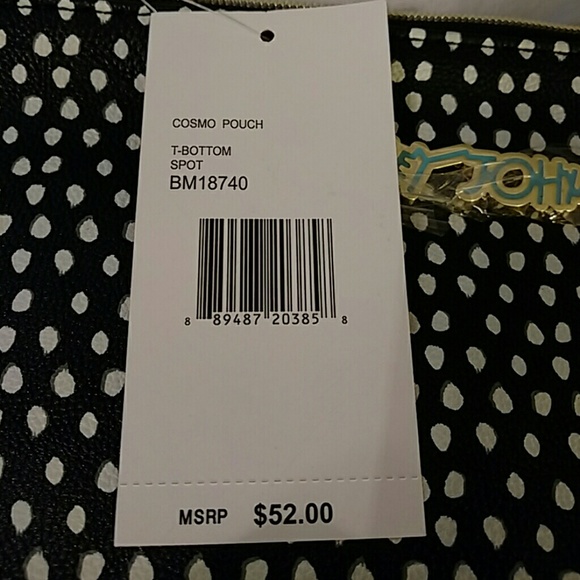 COSMO POUCH
T-BOTTOM
SPOT
BM18740
8 89487 20385 8
MSRP $52.00